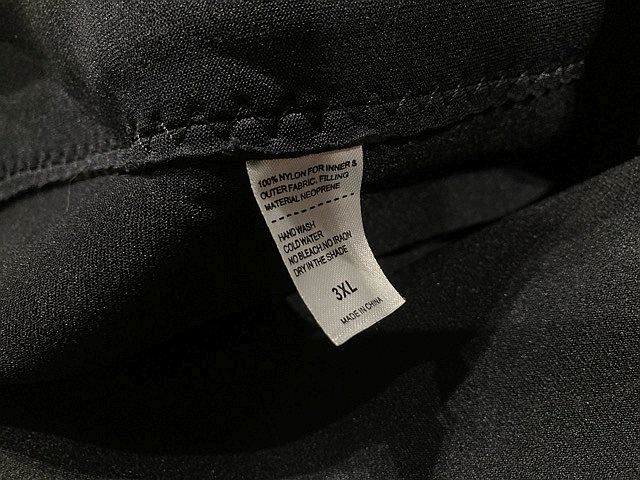 100% NYLON FOR INNER &
OUTER FABRIC, FILLING
MATERIAL NEOPRENE
HAND WASH
COLD WATER
NO BLEACH.NO IRAON
DRY IN THE SHADE
3XL
MADE IN CHINA